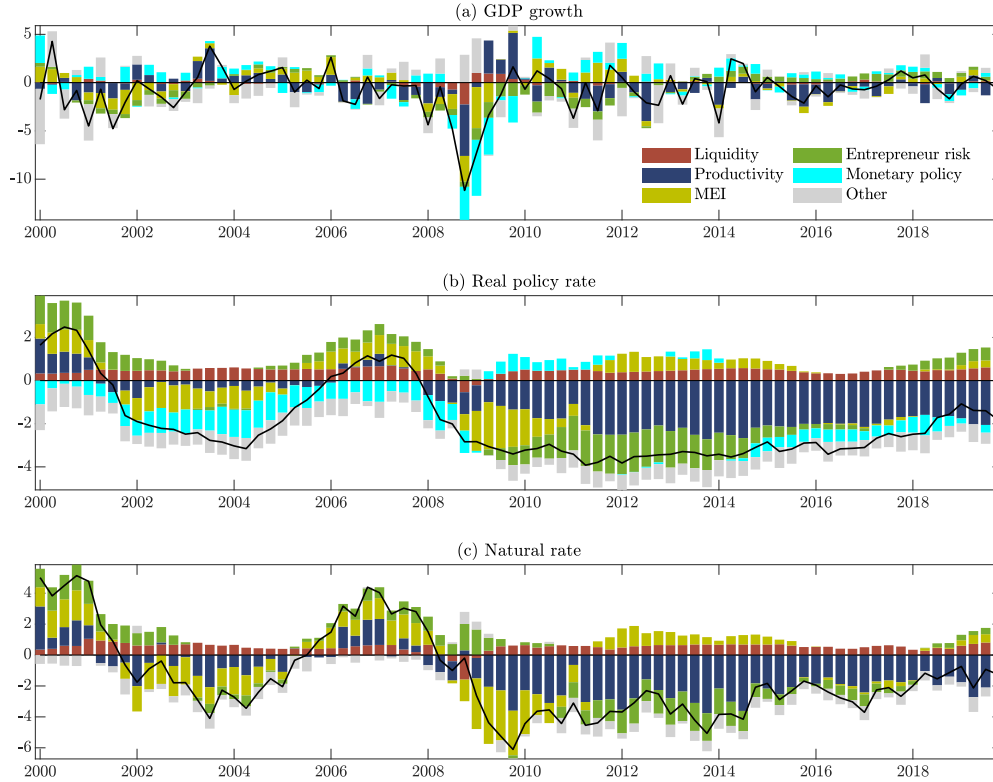 (a) GDP growth
5
0
-5
-10
Liquidity
Productivity
MEI
Entrepreneur risk
Monetary policy
Other
2000 2002 2004 2006 2008 2010 2012 2014 2016 2018
(b) Real policy rate
2
0
-2
-4
2000 2002 2004 2006 2008 2010 2012 2014 2016 2018
(c) Natural rate
4
2
0
-2
-4
-6
2000 2002 2004 2006 2008 2010 2012 2014 2016 2018